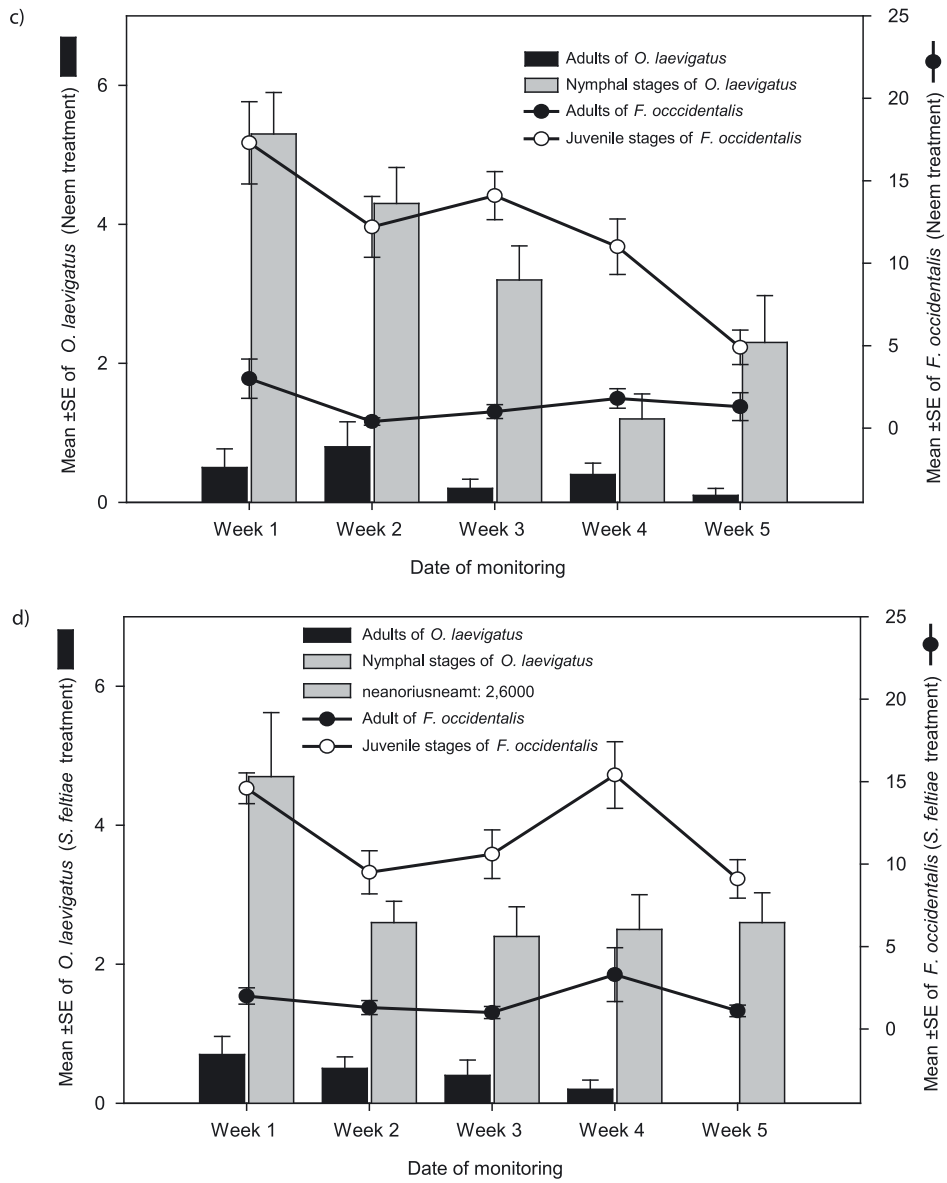 c)
Mean ±SE of O. laevigatus (Neem treatment)
6
4
2
0
Adults of O. laevigatus
Nymphal stages of O. laevigatus
Adults of F. occcidentalis
Juvenile stages of F. occidentalis
25
20
15
10
5
0
Mean ±SE of F. occidentalis (Neem treatment)
Week 1 Week 2 Week 3 Week 4 Week 5
Date of monitoring
d)
Mean ±SE of O. laevigatus (S. feltiae treatment)
6
4
2
0
Adults of O. laevigatus
Nymphal stages of O. laevigatus
neanoriusneamt: 2,6000
Adult of F. occidentalis
Juvenile stages of F. occidentalis
25
20
15
10
5
0
Mean ±SE of F. occidentalis (S. feltiae treatment)
Week 1 Week 2 Week 3 Week 4 Week 5
Date of monitoring